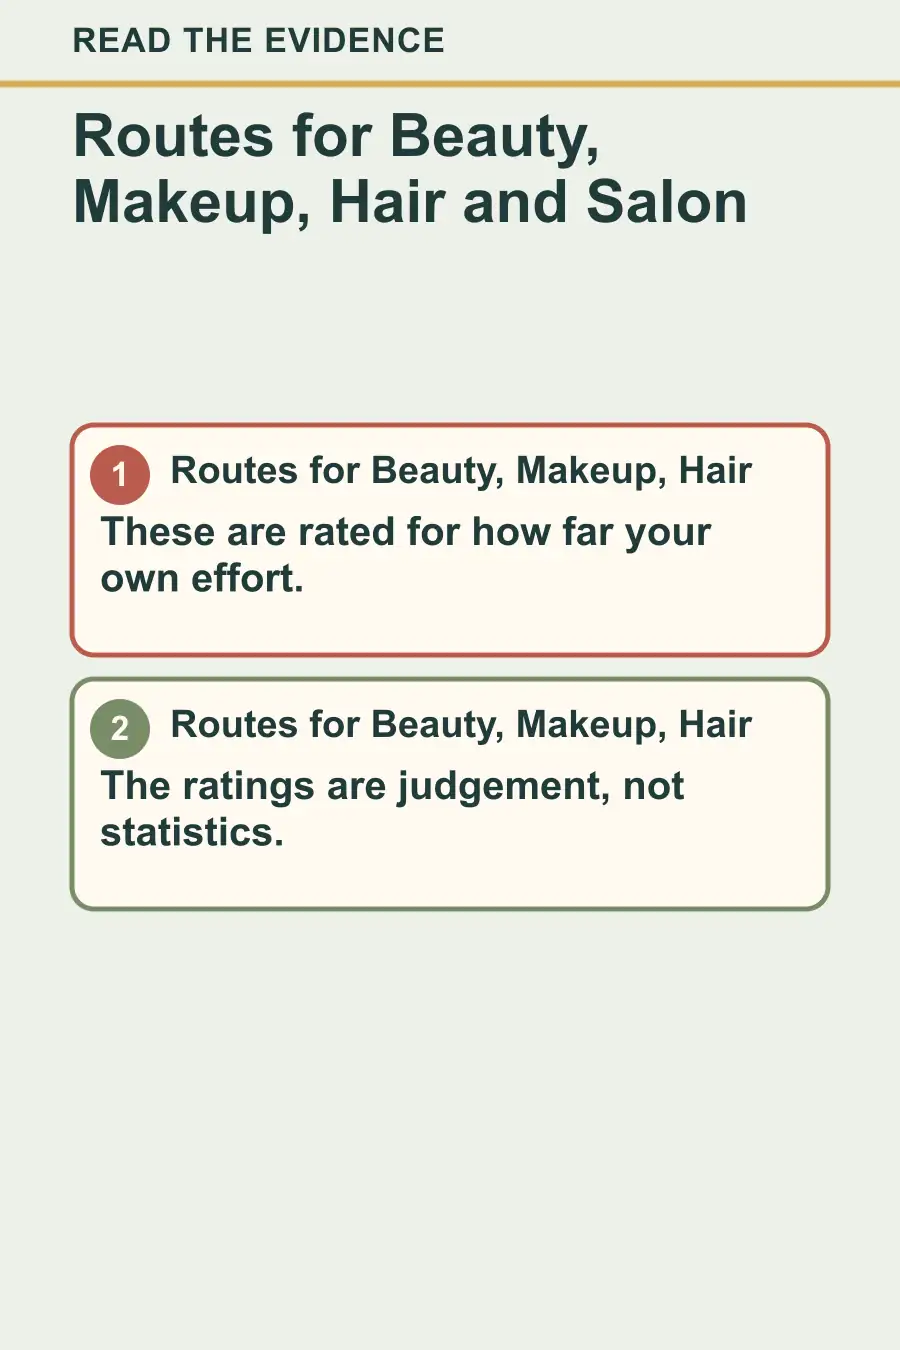 READ THE EVIDENCE
Routes for Beauty,
Makeup, Hair and Salon
1 Routes for Beauty, Makeup, Hair
These are rated for how far your
own effort.
2 Routes for Beauty, Makeup, Hair
The ratings are judgement, not
statistics.